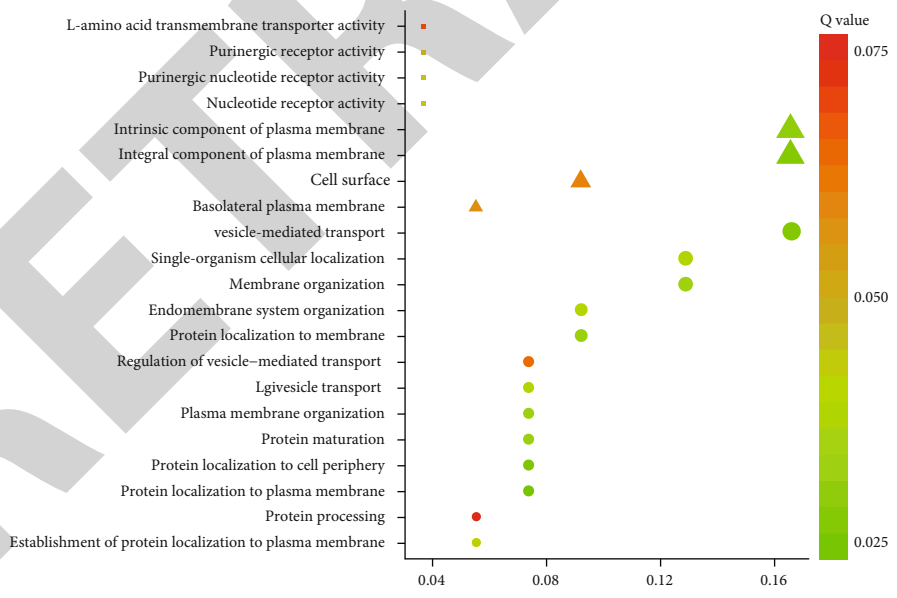 L-amino acid transmembrane transporter activity
Purinergic receptor activity
Purinergic nucleotide receptor activity
Nucleotide receptor activity
Intrinsic component of plasma membrane
Integral component of plasma membrane
Cell surface
Basolateral plasma membrane
vesicle-mediated transport
Single-organism cellular localization
Membrane organization
Endomembrane system organization
Protein localization to membrane
Regulation of vesicle−mediated transport
Lgivesicle transport
Plasma membrane organization
Protein maturation
Protein localization to cell periphery
Protein localization to plasma membrane
Protein processing
Establishment of protein localization to plasma membrane
0.04 0.08 0.12 0.16
Q value
0.075
0.050
0.025